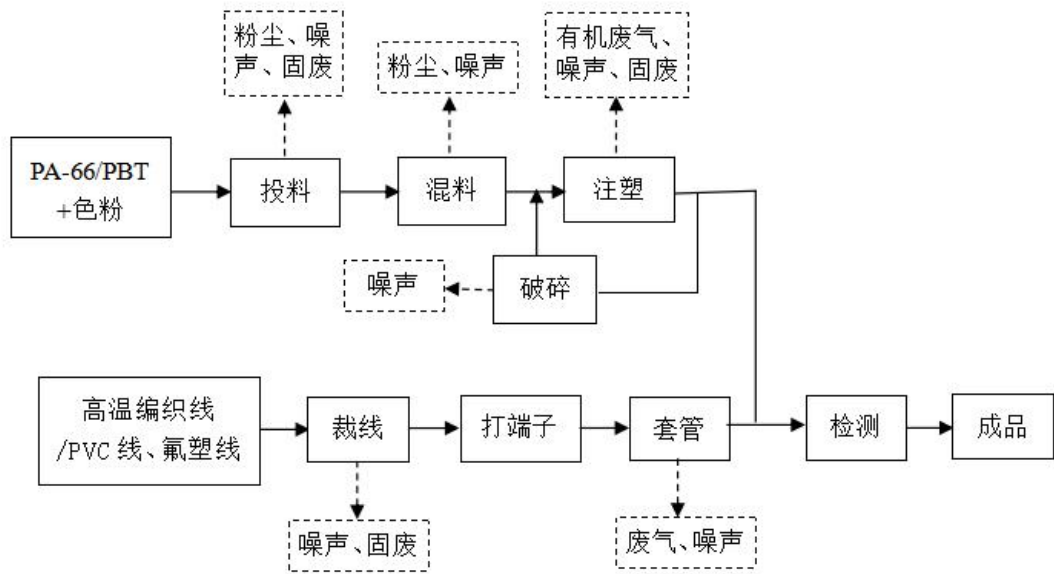 粉尘、噪
声、固废
粉尘、噪声
有机废气、
噪声、固废
PA-66/PBT
+色粉
投料
混料
注塑
噪声
破碎
高温编织线
/PVC 线、氟塑线
裁线
打端子
套管
检测
成品
噪声、固废
废气、噪声